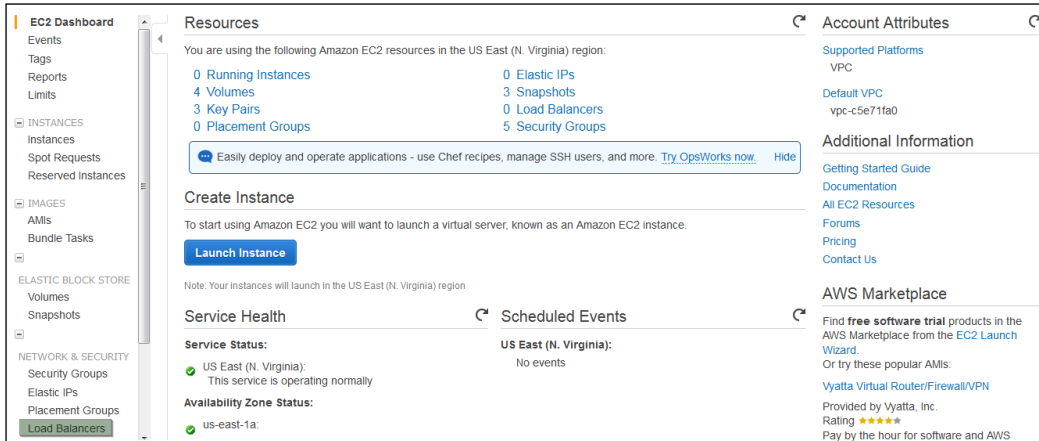 EC2 Dashboard
Events
Tags
Reports
Limits
INSTANCES
Instances
Spot Requests
Reserved Instances
IMAGES
AMIs
Bundle Tasks
ELASTIC BLOCK STORE
Volumes
Snapshots
NETWORK & SECURITY
Security Groups
Elastic IPs
Placement Groups
Load Balancers
Resources
You are using the following Amazon EC2 resources in the US East (N. Virginia) region:
0 Running Instances
4 Volumes
3 Key Pairs
0 Placement Groups
0 Elastic IPs
3 Snapshots
0 Load Balancers
5 Security Groups
Easily deploy and operate applications - use Chef recipes, manage SSH users, and more. Try OpsWorks now. Hide
Create Instance
To start using Amazon EC2 you will want to launch a virtual server, known as an Amazon EC2 instance.
Launch Instance
Note: Your instances will launch in the US East (N. Virginia) region
Service Health
Service Status:
US East (N. Virginia):
This service is operating normally
Availability Zone Status:
us-east-1a:
Scheduled Events
US East (N. Virginia):
No events
Account Attributes
Supported Platforms
VPC
Default VPC
vpc-c5e71fa0
Additional Information
Getting Started Guide
Documentation
All EC2 Resources
Forums
Pricing
Contact Us
AWS Marketplace
Find free software trial products in the
AWS Marketplace from the EC2 Launch
Wizard.
Or try these popular AMIs:
Vyatta Virtual Router/Firewall/VPN
Provided by Vyatta, Inc.
Rating
Pay by the hour for software and AWS